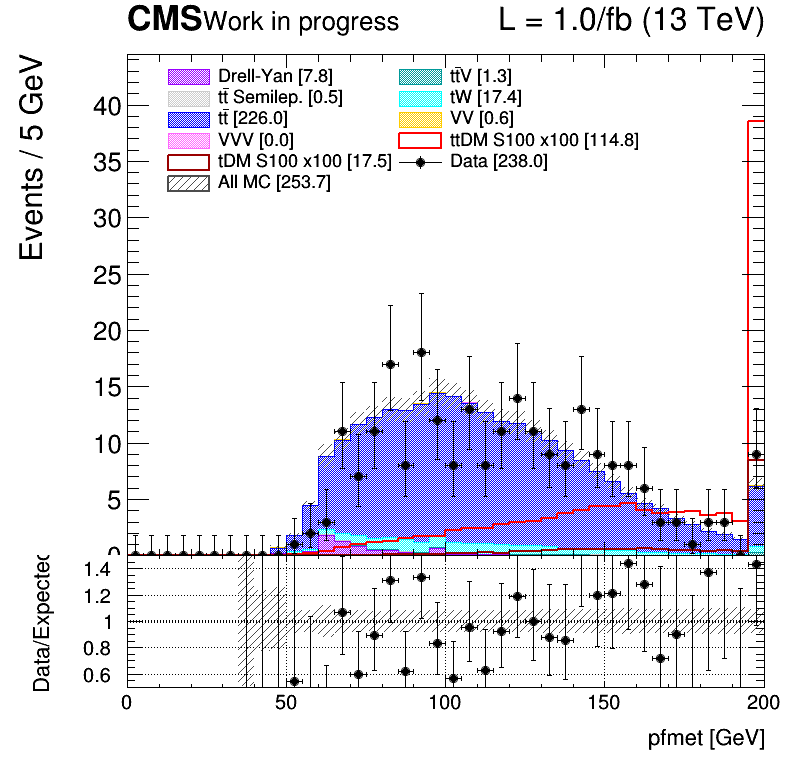 CMS Work in progress L = 1.0/fb (13 TeV)
Drell-Yan [7.8] tt̄V [1.3]
tt̄ Semilep. [0.5] tW [17.4]
tt̄ [226.0] VV [0.6]
VVV [0.0] ttDM S100 x100 [114.8]
tDM S100 x100 [17.5] Data [238.0]
All MC [253.7]
Events / 5 GeV
40
35
30
25
20
15
10
5
0
Data/Expected
1.4
1.2
1
0.8
0.6
0 50 100 150 200
pfmet [GeV]